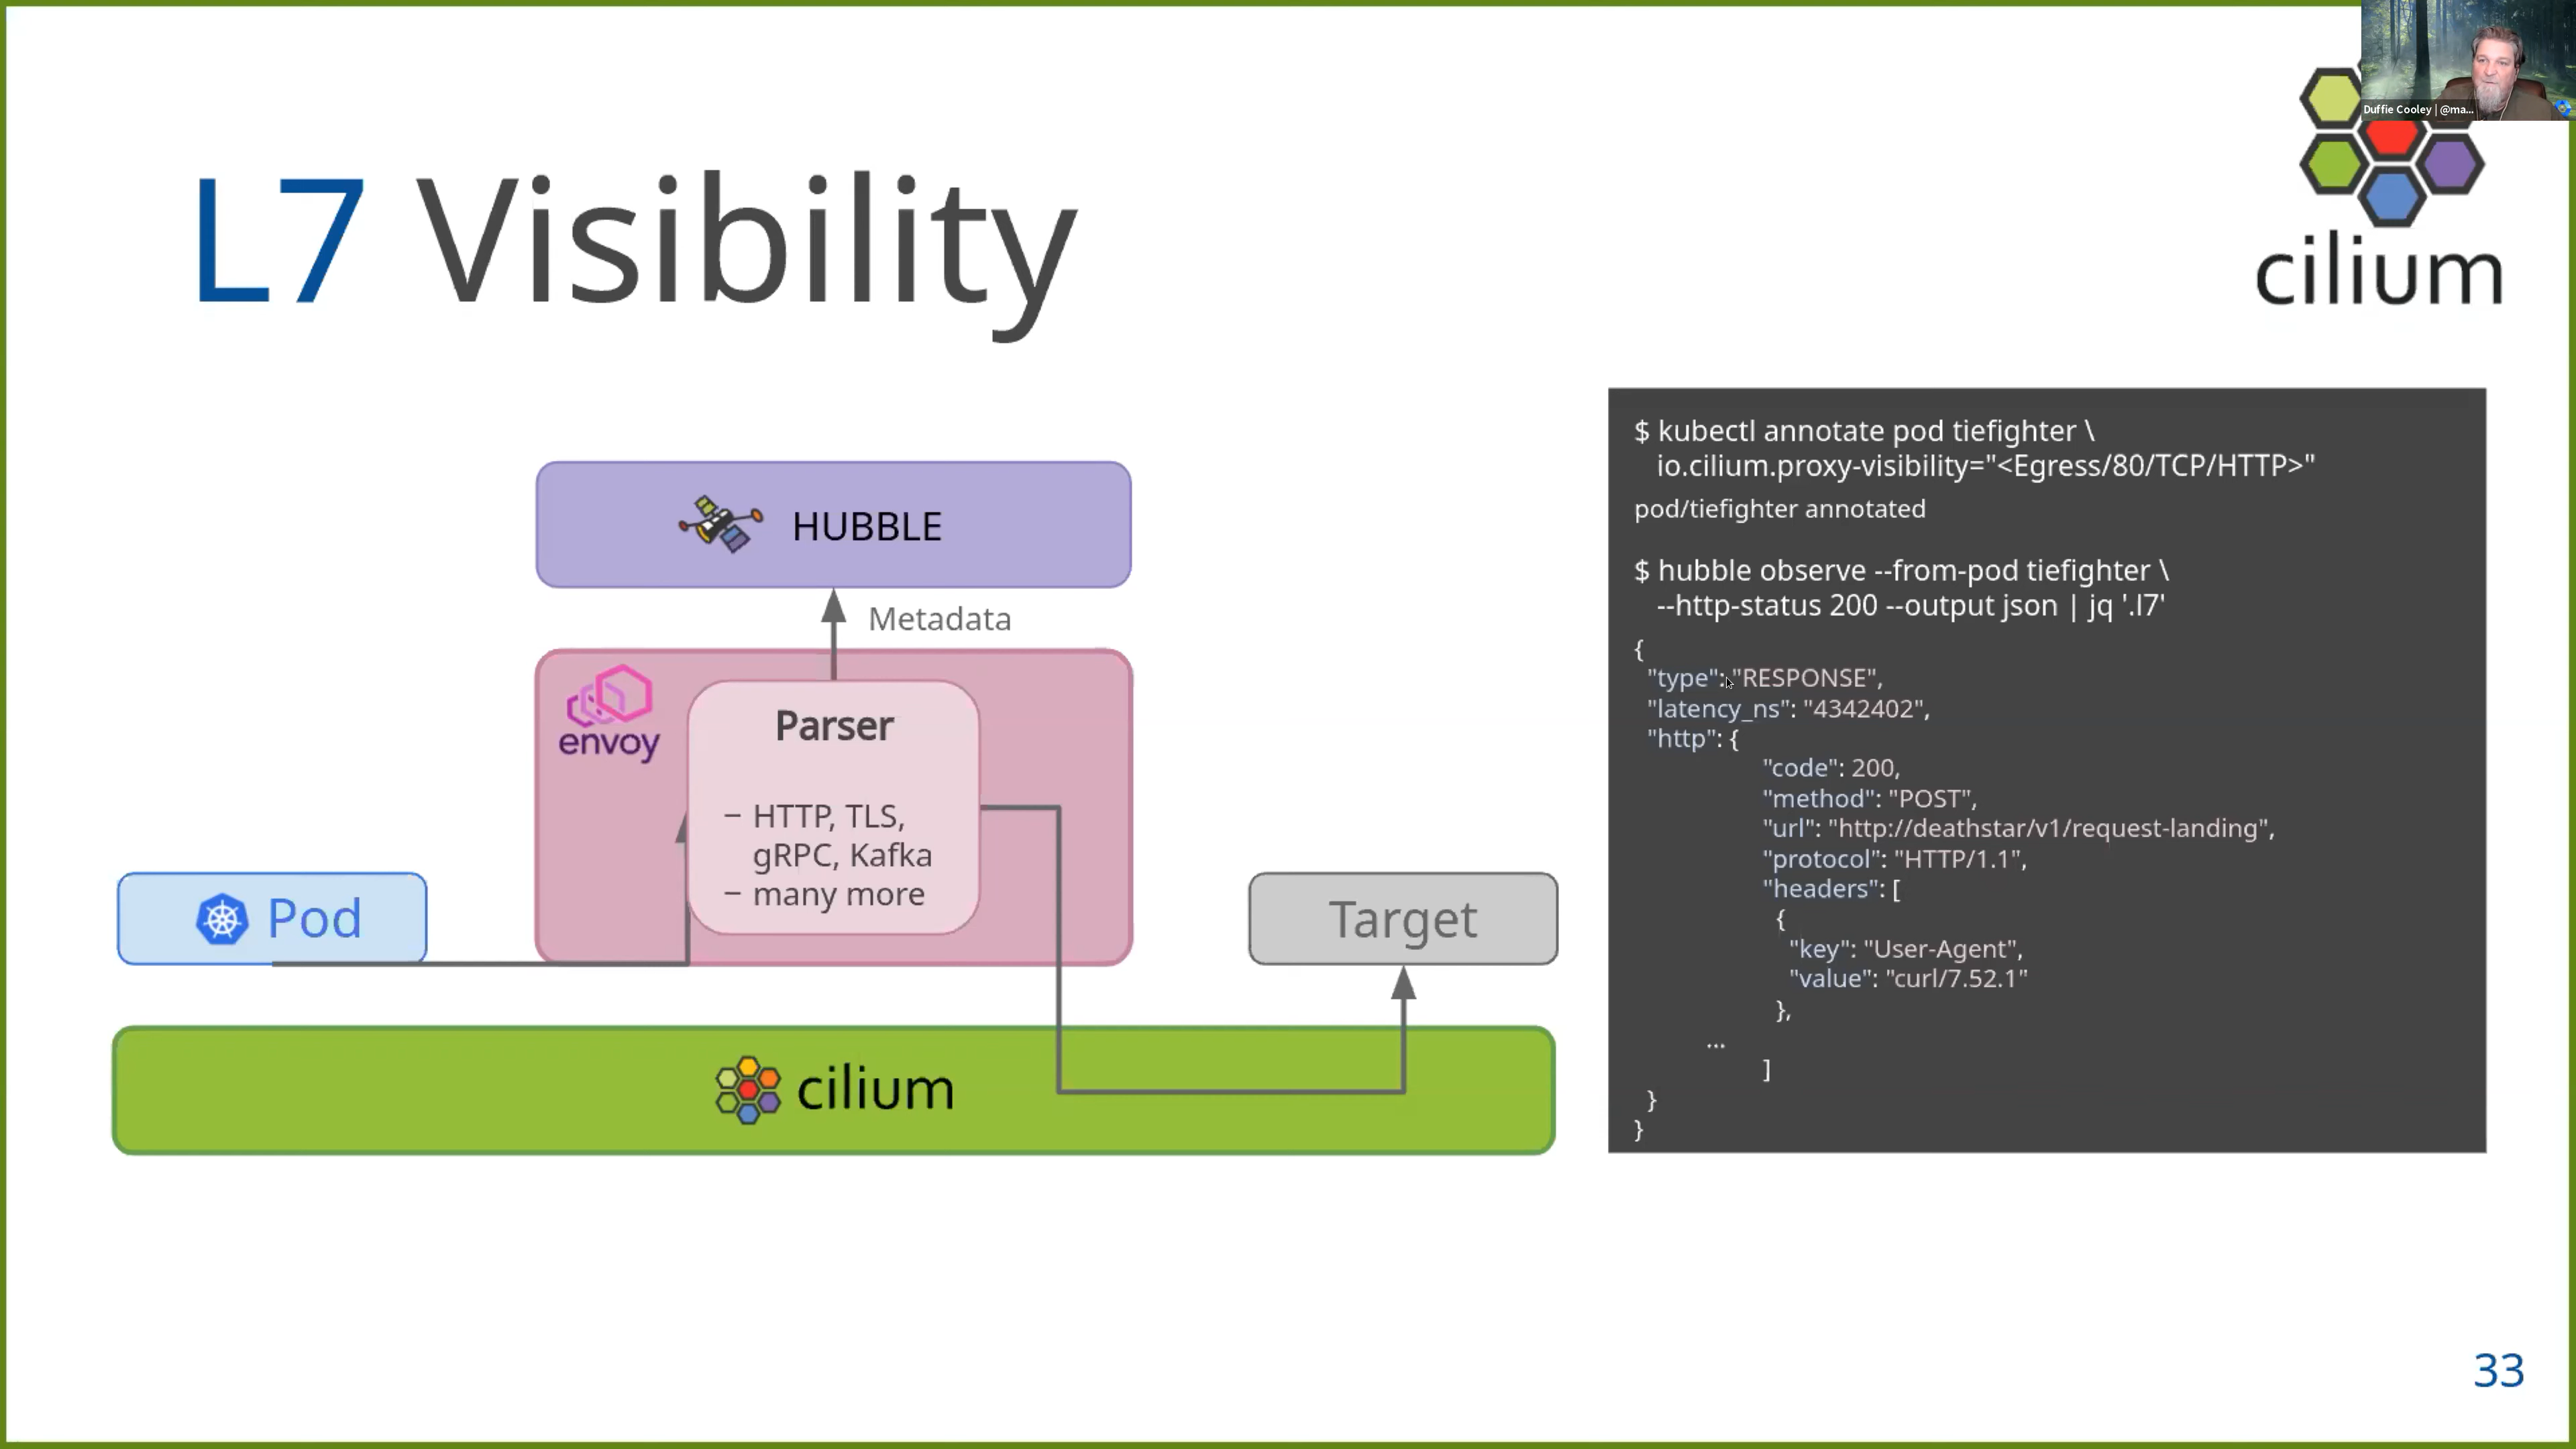 Duffie Cooley | @ma...
cilium
L7 Visibility
HUBBLE
Metadata
envoy
Parser
– HTTP, TLS,
gRPC, Kafka
– many more
Pod
Target
cilium
$ kubectl annotate pod tiefighter \
io.cilium.proxy-visibility="<Egress/80/TCP/HTTP>"
pod/tiefighter annotated
$ hubble observe --from-pod tiefighter \
--http-status 200 --output json | jq '.l7'
{
"type": "RESPONSE",
"latency_ns": "4342402",
"http": {
"code": 200,
"method": "POST",
"url": "http://deathstar/v1/request-landing",
"protocol": "HTTP/1.1",
"headers": [
{
"key": "User-Agent",
"value": "curl/7.52.1"
},
...
]
}
}
33